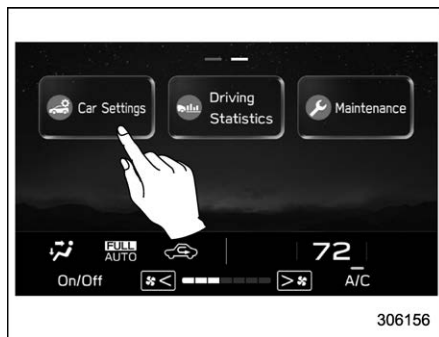 Car Settings
Driving
Statistics
Maintenance
FULL
AUTO
72
On/Off
<
>
A/C
306156